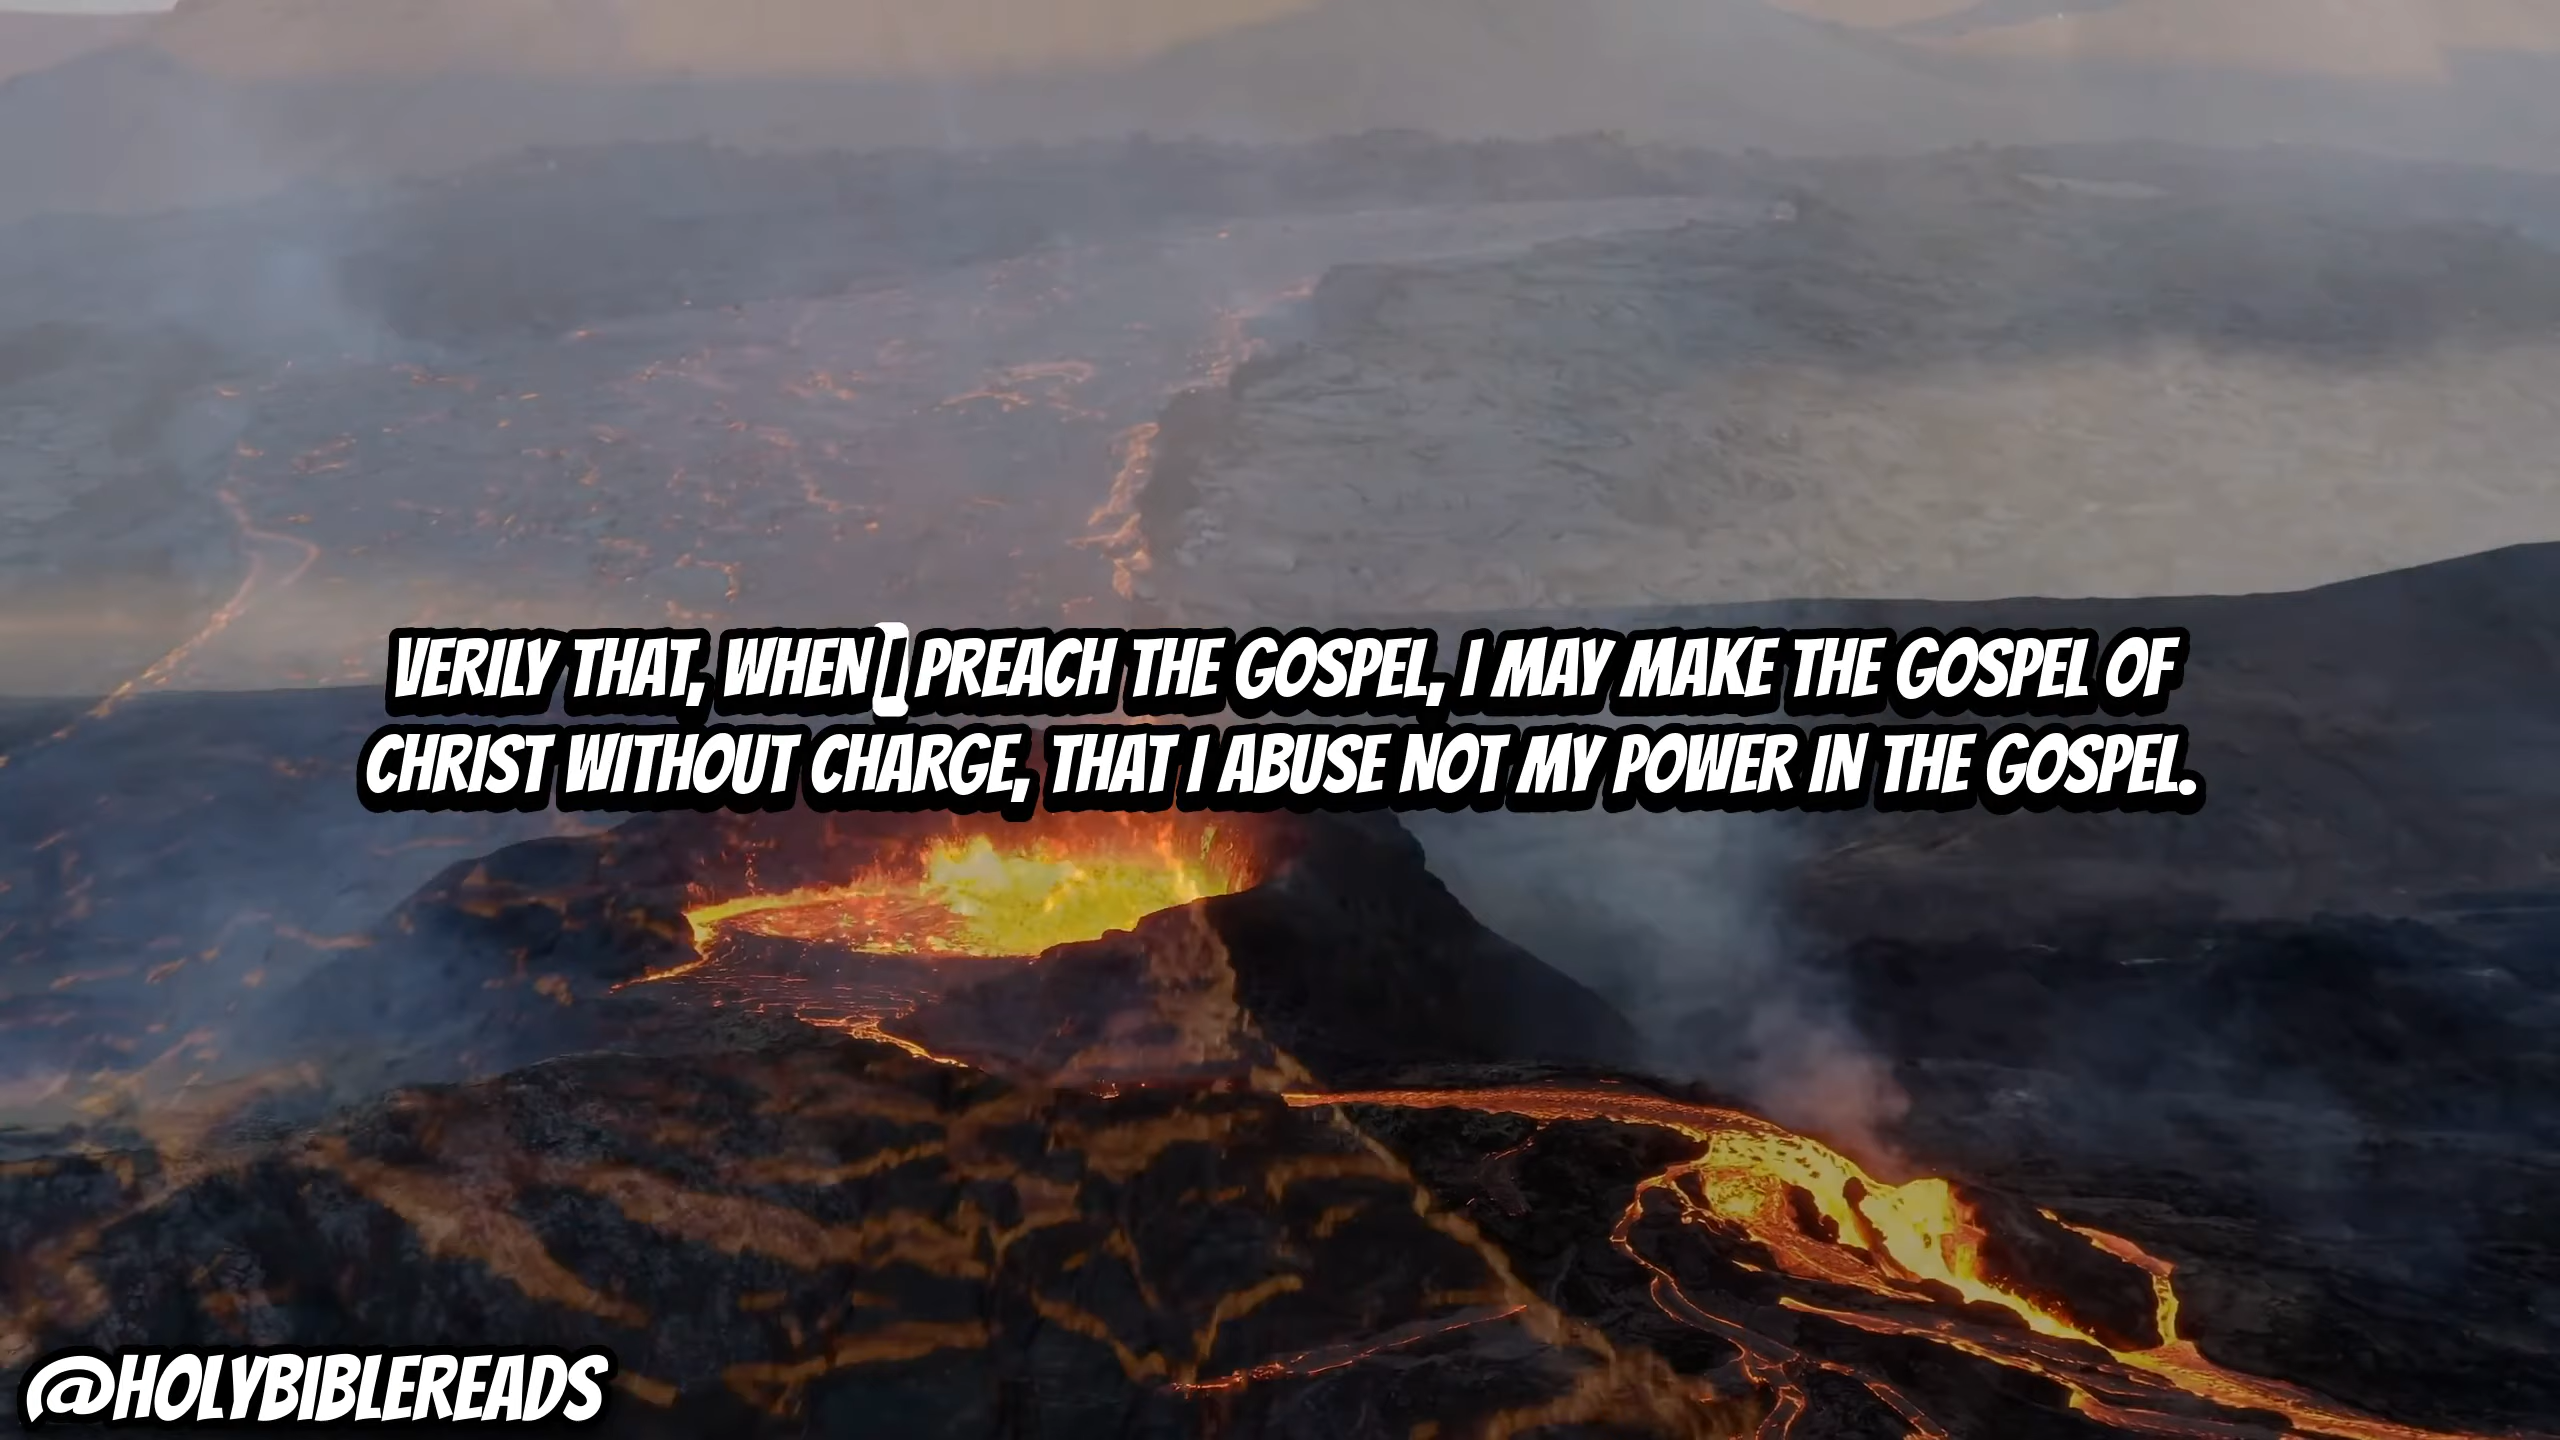 VERILY THAT, WHEN I PREACH THE GOSPEL, I MAY MAKE THE GOSPEL OF
CHRIST WITHOUT CHARGE, THAT I ABUSE NOT MY POWER IN THE GOSPEL.
@HOLYBIBLEREADS